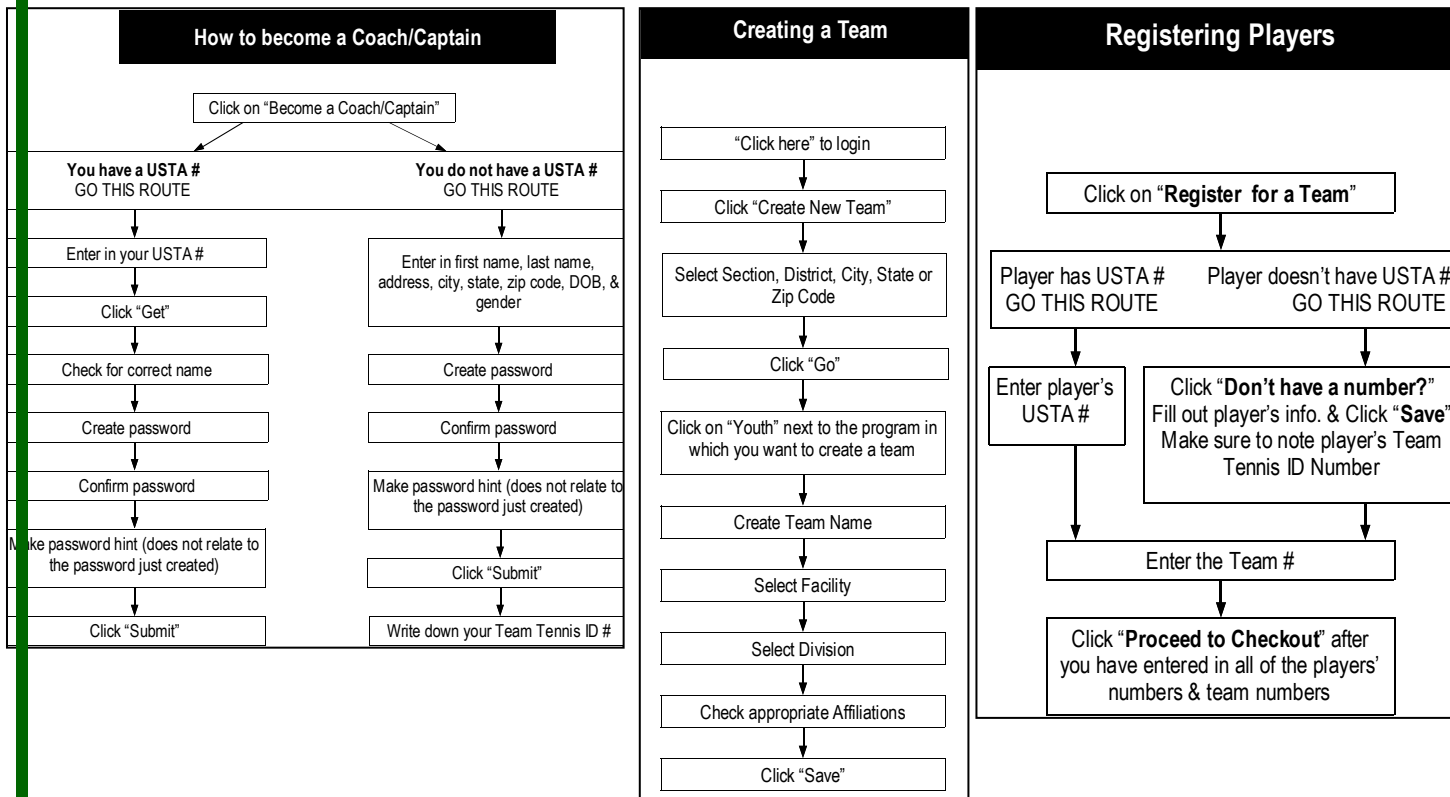 How to become a Coach/Captain
Click on “Become a Coach/Captain”
You have a USTA #
GO THIS ROUTE
Enter in your USTA #
Click “Get”
Check for correct name
Create password
Confirm password
Make password hint (does not relate to
the password just created)
Click “Submit”
You do not have a USTA #
GO THIS ROUTE
Enter in first name, last name,
address, city, state, zip code, DOB, &
gender
Create password
Confirm password
Make password hint (does not relate to
the password just created)
Click “Submit”
Write down your Team Tennis ID #
Creating a Team
“Click here” to login
Click “Create New Team”
Select Section, District, City, State or
Zip Code
Click “Go”
Click on “Youth” next to the program in
which you want to create a team
Create Team Name
Select Facility
Select Division
Check appropriate Affiliations
Click “Save”
Registering Players
Click on “Register for a Team”
Player has USTA #
GO THIS ROUTE
Enter player’s
USTA #
Player doesn’t have USTA #
GO THIS ROUTE
Click “Don’t have a number?”
Fill out player’s info. & Click “Save”
Make sure to note player’s Team
Tennis ID Number
Enter the Team #
Click “Proceed to Checkout” after
you have entered in all of the players’
numbers & team numbers